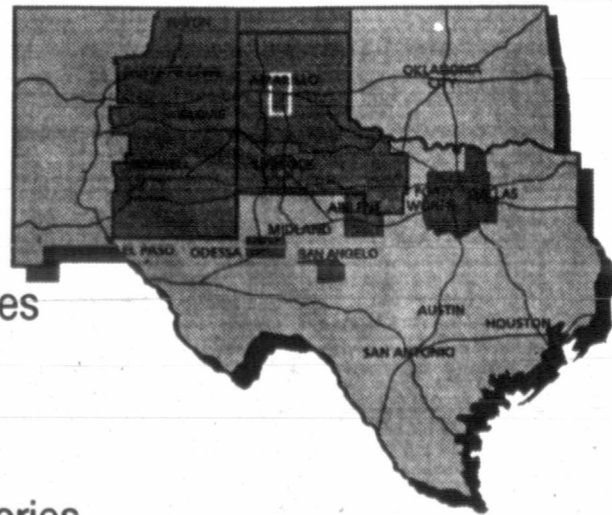 AMARILLO
OKLAHOMA
CITY
CLOVIS
LUBBOCK
ABILENE
FORT
WORTH
DALLAS
MIDLAND
EL PASO
ODESSA
SAN ANGELO
es
AUSTIN
HOUSTON
SAN ANTONIO
eries